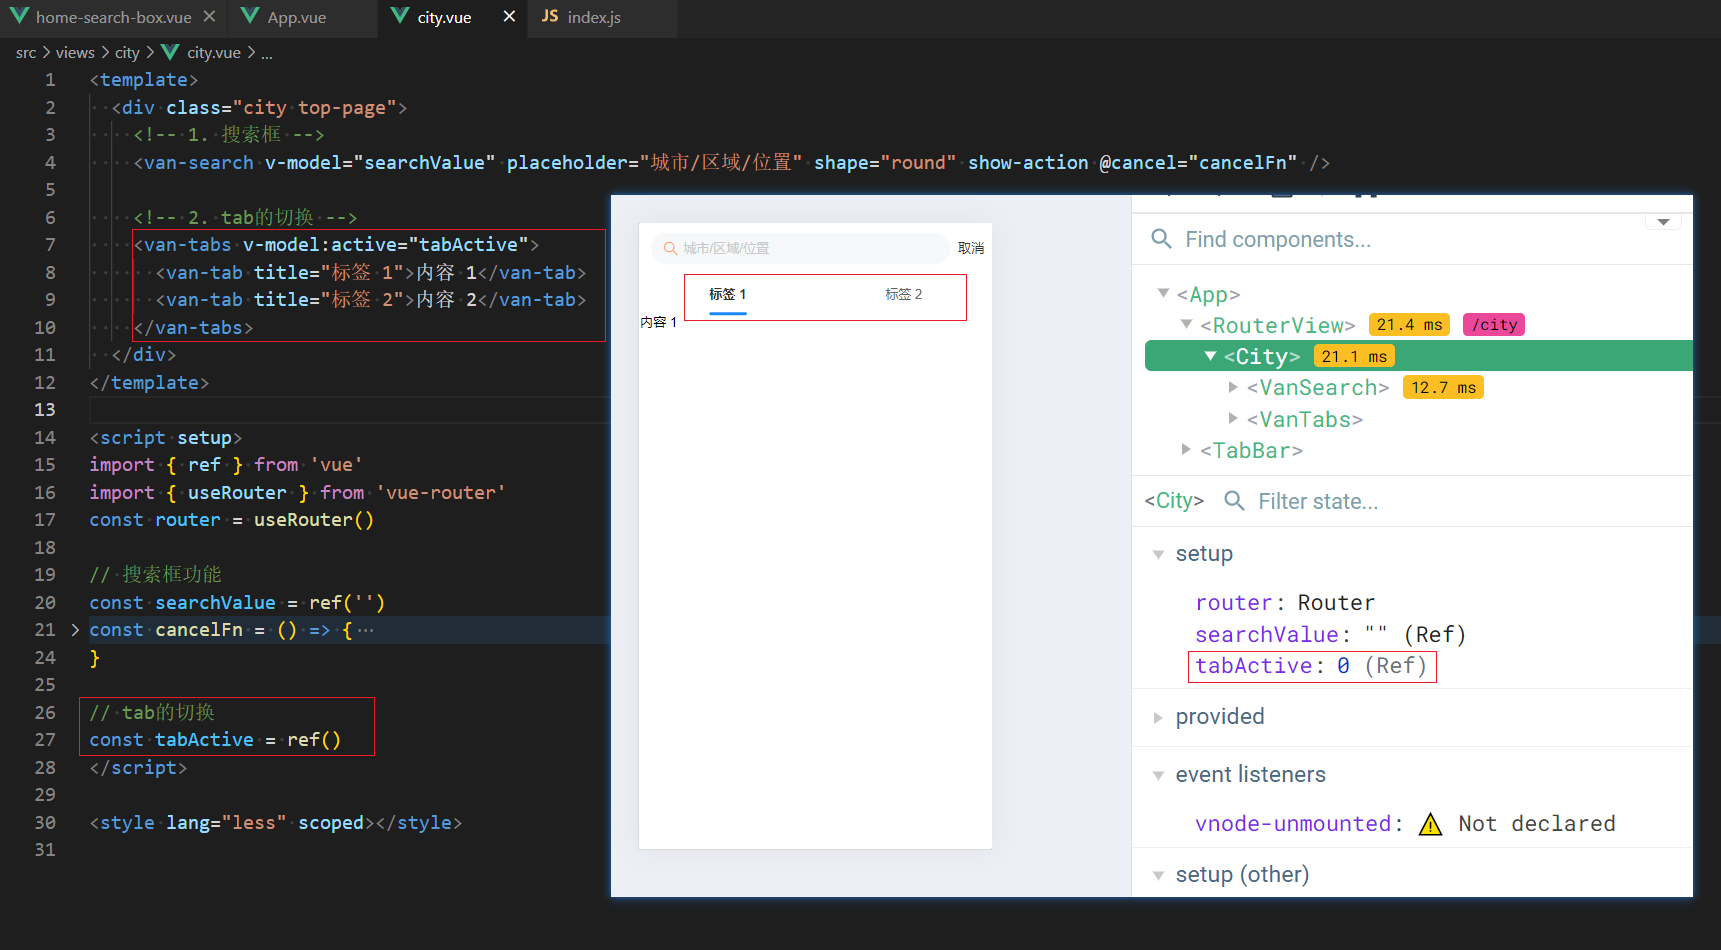 home-search-box.vue
App.vue
city.vue
JS index.js
src > views > city > city.vue > ...
1 <template>
2 <div class="city top-page">
3 <!-- 1. 搜索框 -->
4 <van-search v-model="searchValue" placeholder="城市/区域/位置" shape="round" show-action @cancel="cancelFn" />
5
6 <!-- 2. tab的切换 -->
7 <van-tabs v-model:active="tabActive">
8 <van-tab title="标签 1">内容 1</van-tab>
9 <van-tab title="标签 2">内容 2</van-tab>
10 </van-tabs>
11 </div>
12 </template>
13
14 <script setup>
15 import { ref } from 'vue'
16 import { useRouter } from 'vue-router'
17 const router = useRouter()
18
19 // 搜索框功能
20 const searchValue = ref('')
21 const cancelFn = () => {···
24 }
25
26 // tab的切换
27 const tabActive = ref()
28 </script>
29
30 <style lang="less" scoped></style>
31
城市/区域/位置 取消
标签 1 标签 2
内容 1
Find components...
<App>
<RouterView> 21.4 ms /city
<City> 21.1 ms
<VanSearch> 12.7 ms
<VanTabs>
<TabBar>
<City> Filter state...
setup
router: Router
searchValue: "" (Ref)
tabActive: 0 (Ref)
provided
event listeners
vnode-unmounted: Not declared
setup (other)